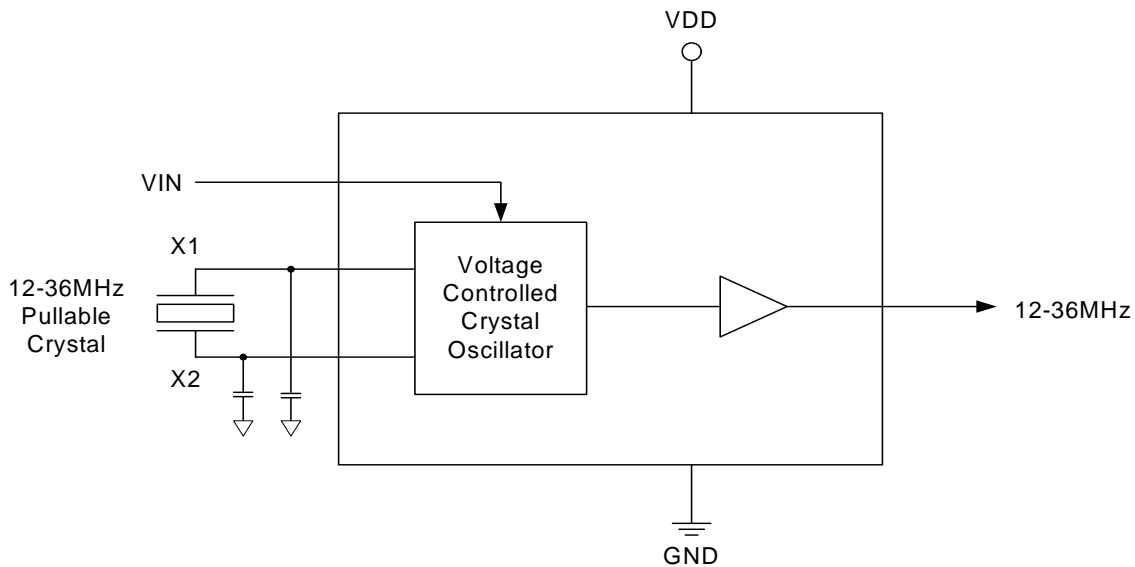 VDD
VIN
X1
12-36MHz
Pullable
Crystal
X2
Voltage
Controlled
Crystal
Oscillator
12-36MHz
GND